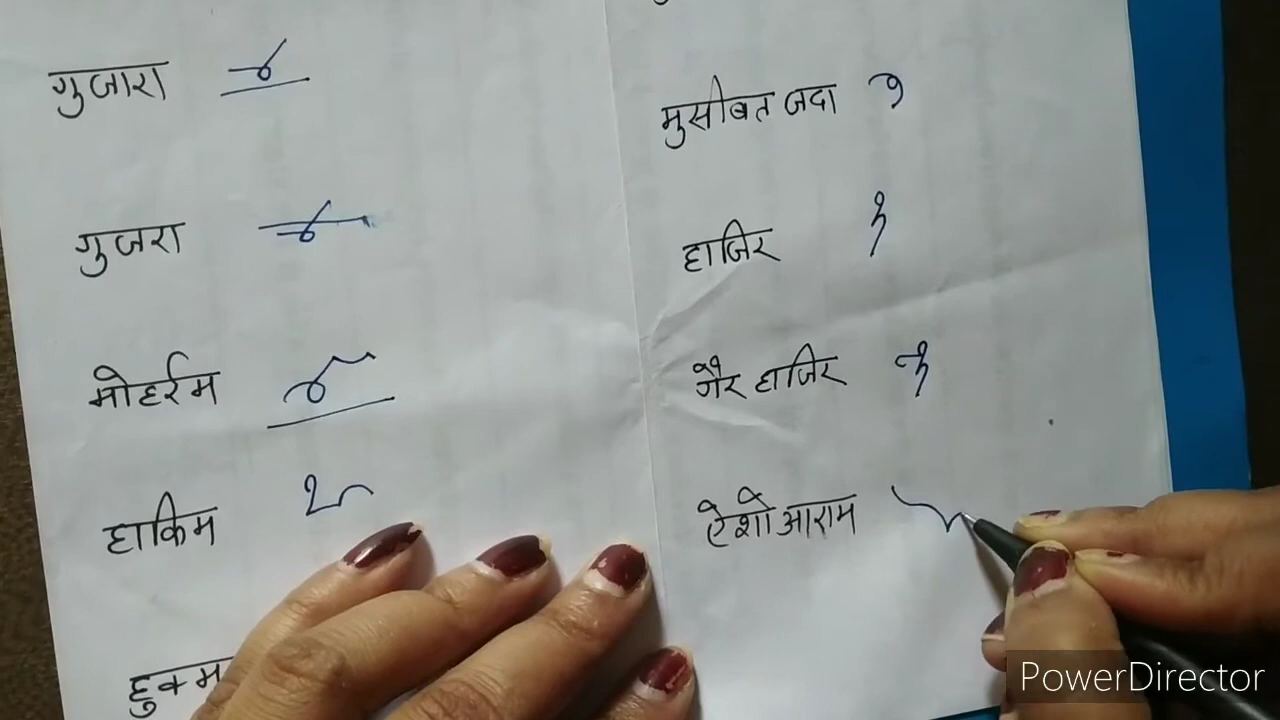 गुजारा
गुजरा
मोहर्रम
हाकिम
हुक्म
मुसीबत जदा
हाजिर
गैर हाजिर
ऐशो आराम
PowerDirector